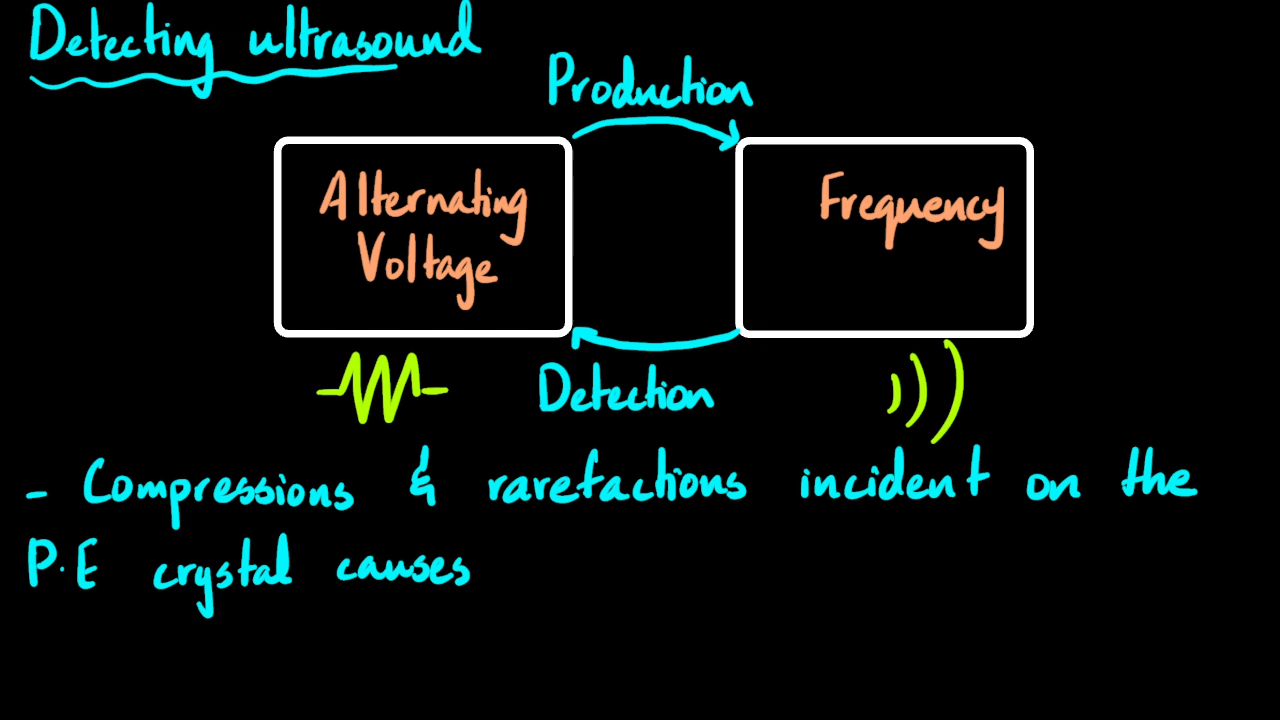 Detecting ultrasound
Production
Alternating
Voltage
Frequency
Detection
- Compressions & rarefactions incident on the
P.E crystal causes